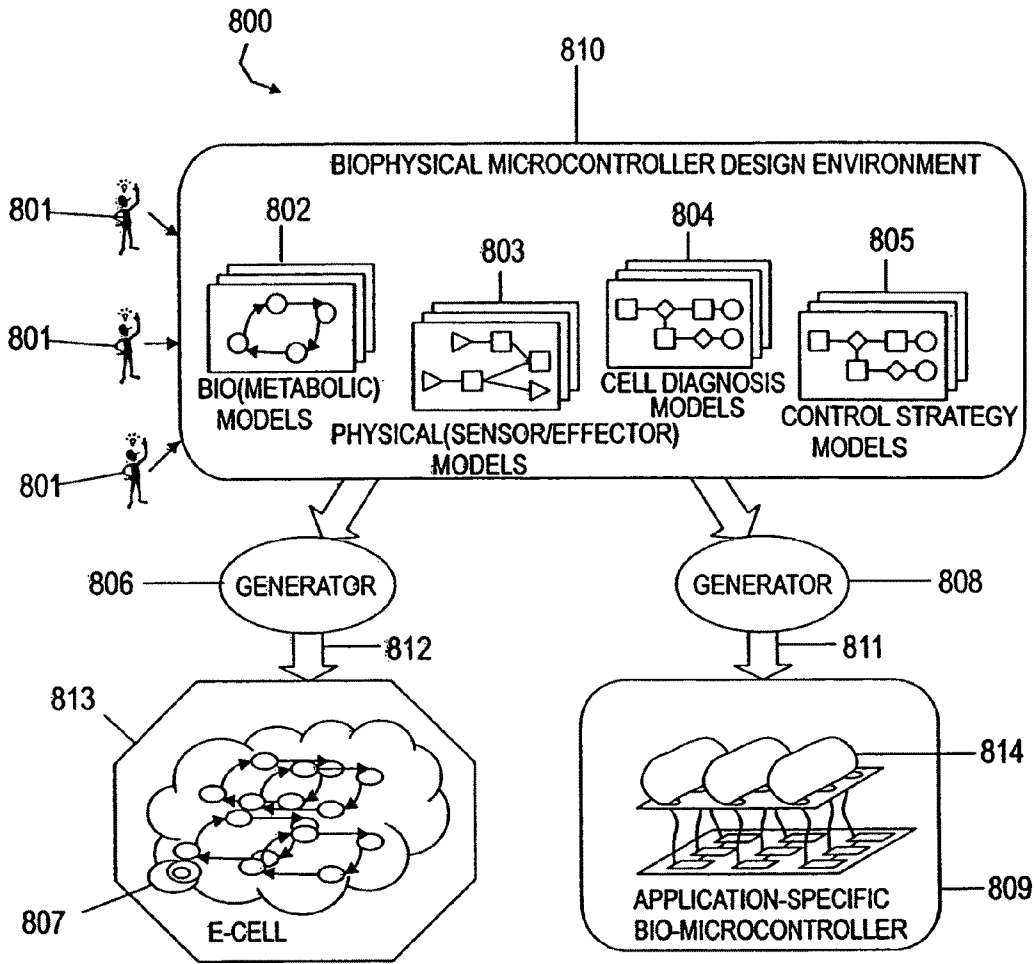 800
810
BIOPHYSICAL MICROCONTROLLER DESIGN ENVIRONMENT
801
802
803
804
805
801
BIO(METABOLIC)
MODELS
PHYSICAL(SENSOR/EFFECTOR)
MODELS
CELL DIAGNOSIS
MODELS
CONTROL STRATEGY
MODELS
801
806
GENERATOR
GENERATOR
808
812
811
813
814
807
E-CELL
APPLICATION-SPECIFIC
BIO-MICROCONTROLLER
809